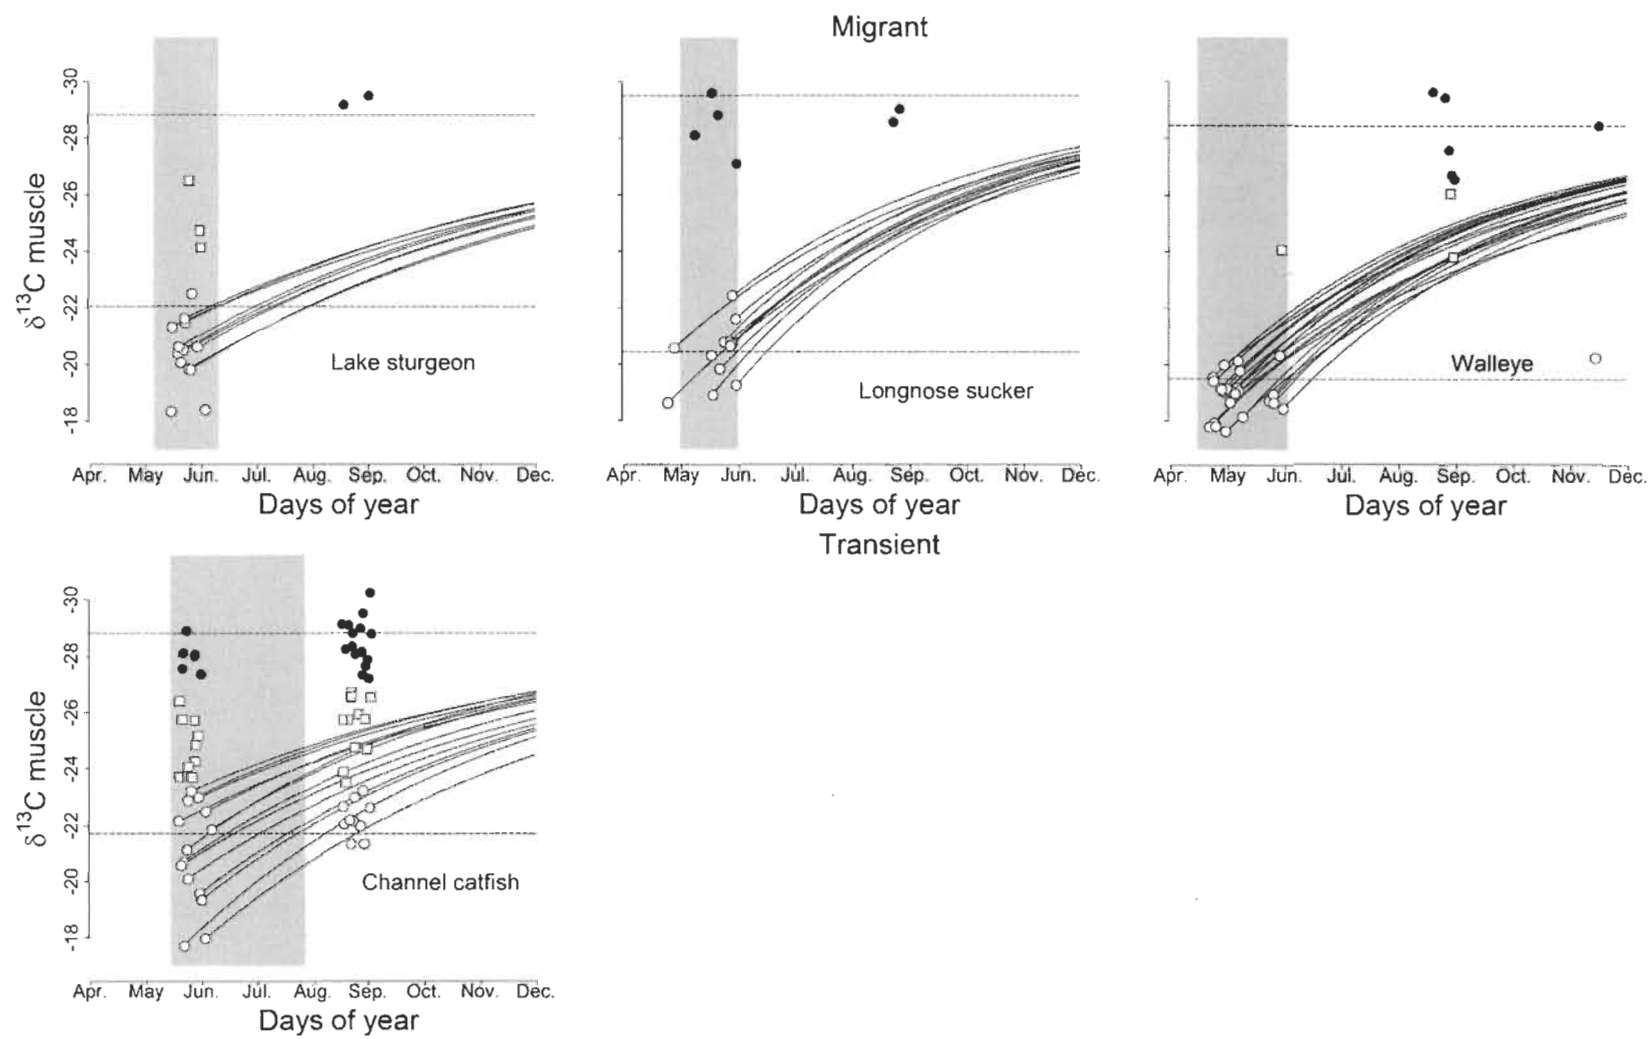 Migrant
-30
-28
-26
-24
-22
-20
-18
δ13C muscle
Lake sturgeon
Apr. May Jun. Jul. Aug. Sep. Oct. Nov. Dec.
Days of year
Longnose sucker
Apr. May Jun. Jul. Aug. Sep. Oct. Nov. Dec.
Days of year
Walleye
Apr. May Jun. Jul. Aug. Sep. Oct. Nov. Dec.
Days of year
Transient
-30
-28
-26
-24
-22
-20
-18
δ13C muscle
Channel catfish
Apr. May Jun. Jul. Aug. Sep. Oct. Nov. Dec.
Days of year